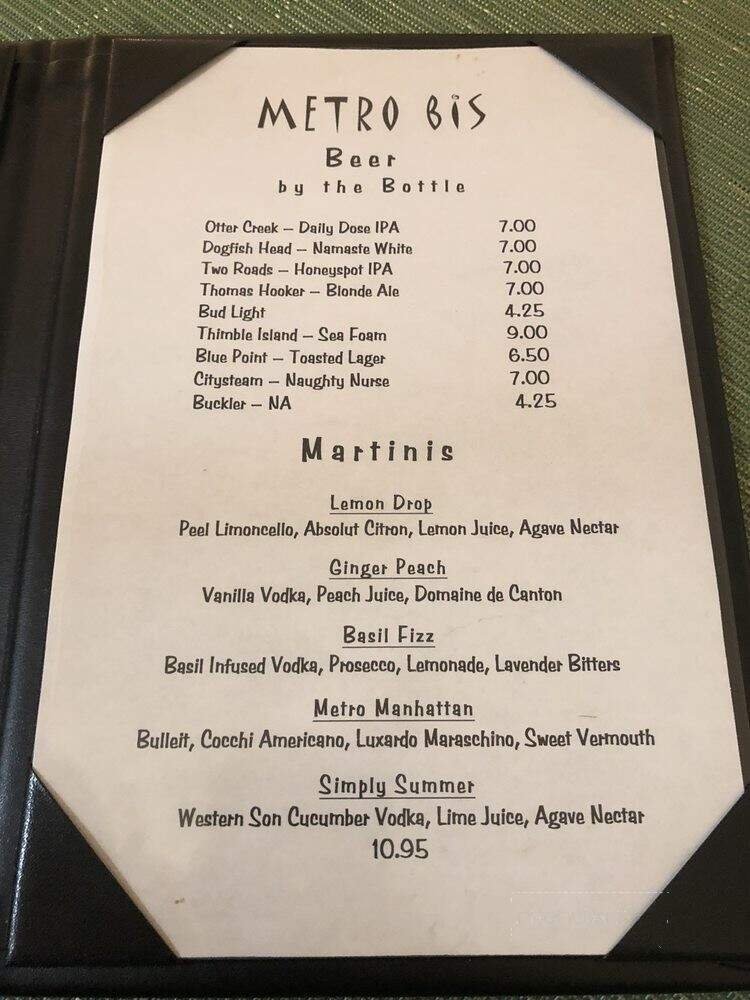 METRO BIS
Beer
by the Bottle
Otter Creek – Daily Dose IPA 7.00
Dogfish Head – Namaste White 7.00
Two Roads – Honeyspot IPA 7.00
Thomas Hooker – Blonde Ale 7.00
Bud Light 4.25
Thimble Island – Sea Foam 9.00
Blue Point – Toasted Lager 6.50
Citysteam – Naughty Nurse 7.00
Buckler – NA 4.25
Martinis
Lemon Drop
Peel Limoncello, Absolut Citron, Lemon Juice, Agave Nectar
Ginger Peach
Vanilla Vodka, Peach Juice, Domaine de Canton
Basil Fizz
Basil Infused Vodka, Prosecco, Lemonade, Lavender Bitters
Metro Manhattan
Bulleit, Cocchi Americano, Luxardo Maraschino, Sweet Vermouth
Simply Summer
Western Son Cucumber Vodka, Lime Juice, Agave Nectar
10.95